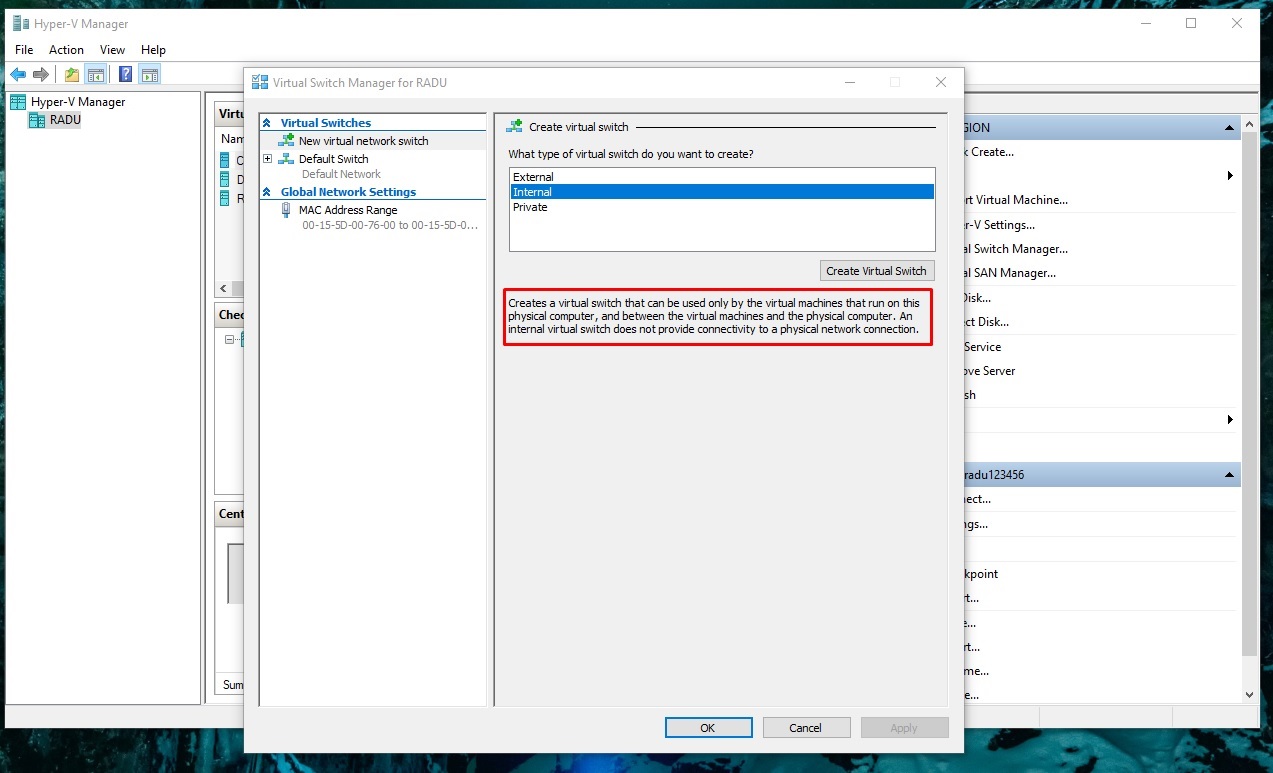 Hyper-V Manager
File Action View Help
Hyper-V Manager
RADU
Virtual Switch Manager for RADU
Virtual Switches
New virtual network switch
Default Switch
Default Network
Global Network Settings
MAC Address Range
00-15-5D-00-76-00 to 00-15-5D-0...
Create virtual switch
What type of virtual switch do you want to create?
External
Internal
Private
Create Virtual Switch
Creates a virtual switch that can be used only by the virtual machines that run on this
physical computer, and between the virtual machines and the physical computer. An
internal virtual switch does not provide connectivity to a physical network connection.
OK Cancel Apply
Virtu
Nam
Chec
Cent
Sum
GION
k Create...
rt Virtual Machine...
r-V Settings...
al Switch Manager...
al SAN Manager...
Disk...
ect Disk...
Service
ove Server
sh
radu123456
nect...
ngs...
kpoint
rt...
e...
rt...
me...
e...